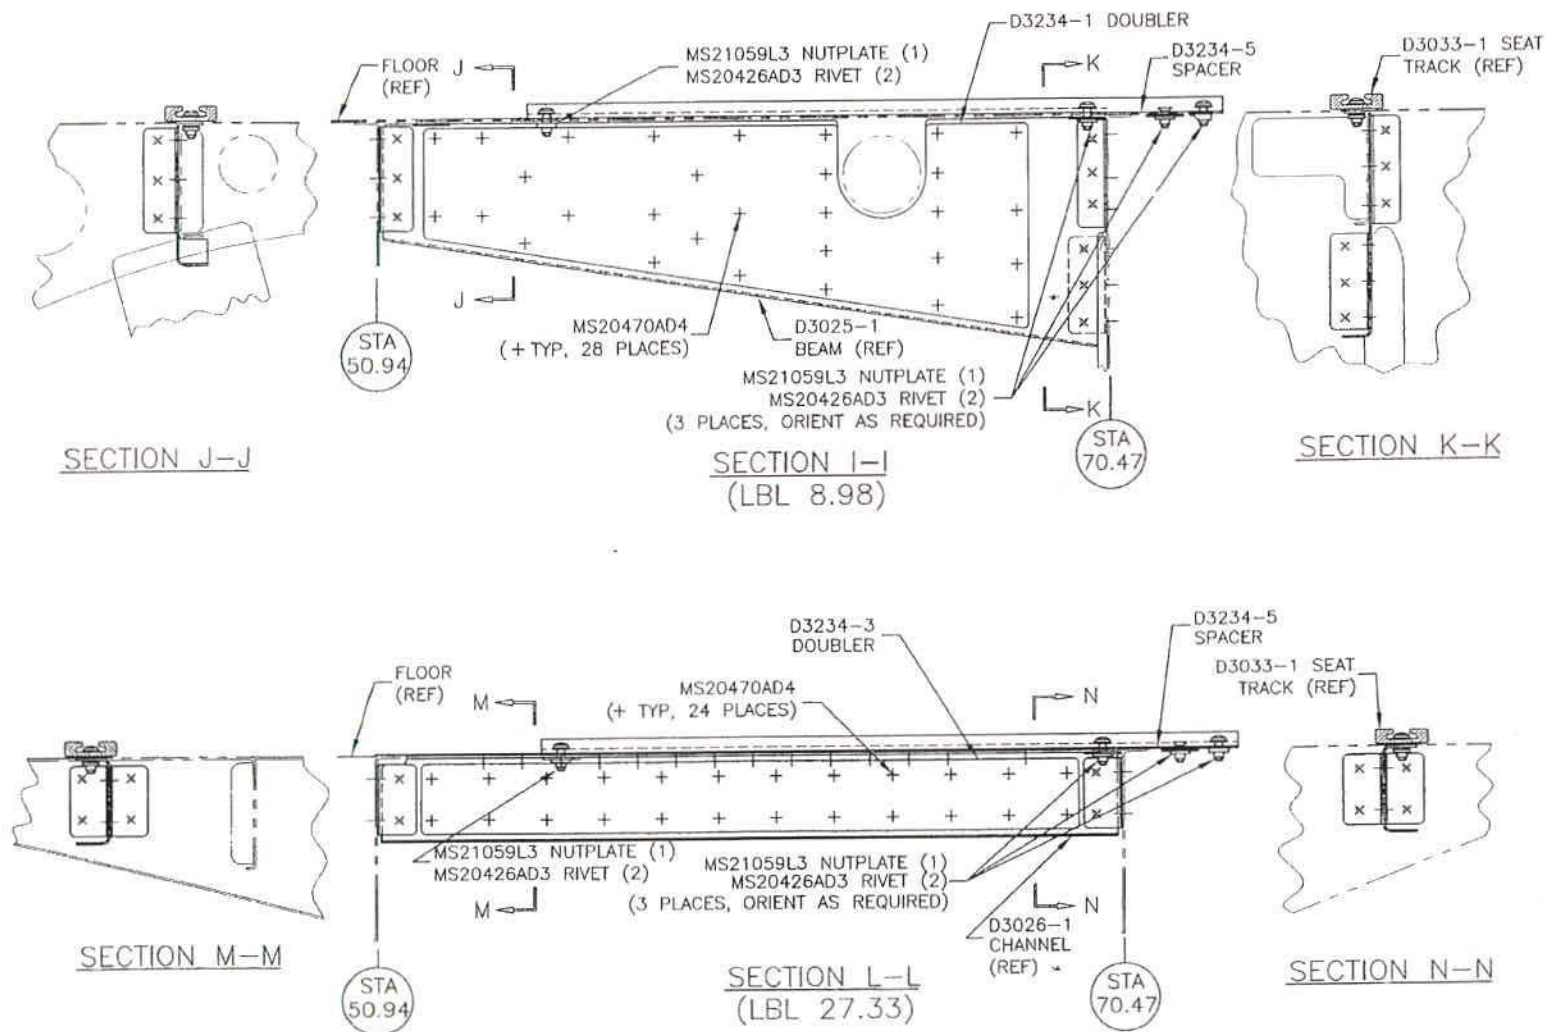 D3234-1 DOUBLER
MS21059L3 NUTPLATE (1)
MS20426AD3 RIVET (2)
D3234-5
SPACER
D3033-1 SEAT
TRACK (REF)
FLOOR
(REF)
J
K
J
MS20470AD4
(+ TYP, 28 PLACES)
D3025-1
BEAM (REF)
STA
50.94
MS21059L3 NUTPLATE (1)
MS20426AD3 RIVET (2)
(3 PLACES, ORIENT AS REQUIRED)
K
STA
70.47
SECTION J-J
SECTION I-I
(LBL 8.98)
SECTION K-K
D3234-3
DOUBLER
D3234-5
SPACER
FLOOR
(REF)
MS20470AD4
(+ TYP, 24 PLACES)
D3033-1 SEAT
TRACK (REF)
M
N
MS21059L3 NUTPLATE (1)
MS20426AD3 RIVET (2)
MS21059L3 NUTPLATE (1)
MS20426AD3 RIVET (2)
(3 PLACES, ORIENT AS REQUIRED)
M
N
D3026-1
CHANNEL
(REF)
SECTION M-M
STA
50.94
SECTION L-L
(LBL 27.33)
STA
70.47
SECTION N-N